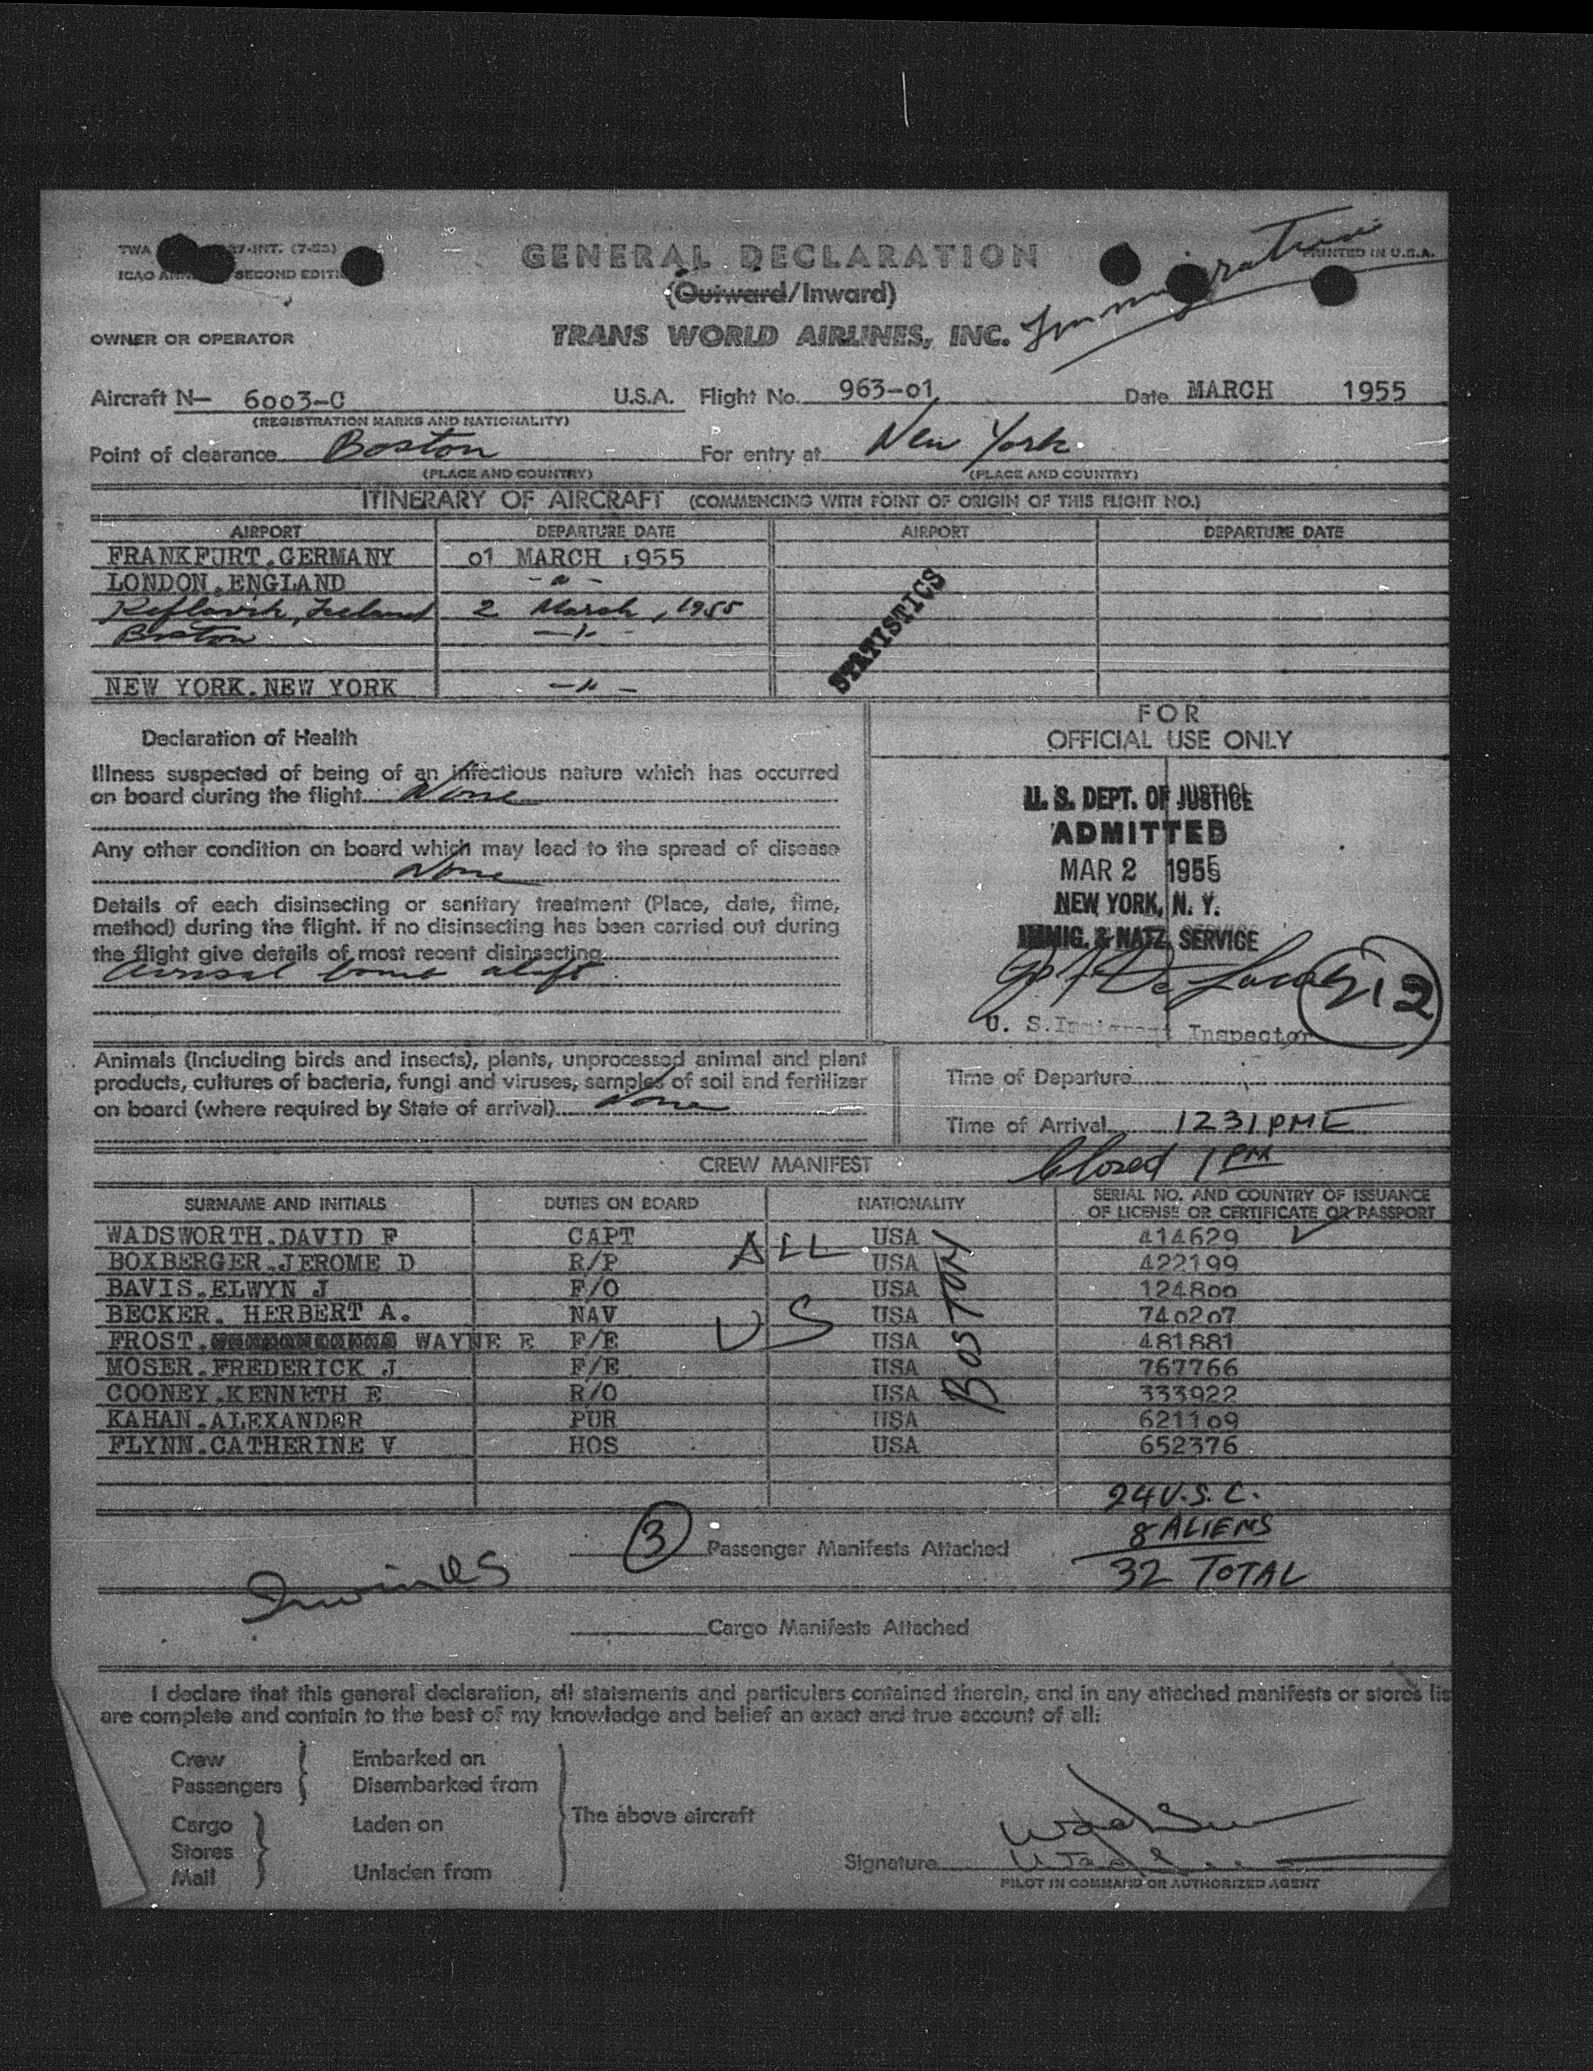 TWA 27-INT. (7-53)
ICAO SECOND EDITI
PRINTED IN U.S.A.
GENERAL DECLARATION
(Outward/Inward)
Immigration
OWNER OR OPERATOR TRANS WORLD AIRLINES, INC.
Aircraft N— 6003-C U.S.A. Flight No. 963-01 Date MARCH 1955
(REGISTRATION MARKS AND NATIONALITY)
Point of clearance Boston For entry at New York
(PLACE AND COUNTRY) (PLACE AND COUNTRY)
ITINERARY OF AIRCRAFT (COMMENCING WITH POINT OF ORIGIN OF THIS FLIGHT NO.)
AIRPORT DEPARTURE DATE AIRPORT DEPARTURE DATE
FRANKFURT.GERMANY 01 MARCH 1955
LONDON.ENGLAND -"-
Keflavik, Iceland 2 March, 1955
Boston -"-
NEW YORK.NEW YORK -"-
STATISTICS
Declaration of Health
Illness suspected of being of an infectious nature which has occurred
on board during the flight None
Any other condition on board which may lead to the spread of disease
None
Details of each disinsecting or sanitary treatment (Place, date, time,
method) during the flight. If no disinsecting has been carried out during
the flight give details of most recent disinsecting
bomb aloft
FOR
OFFICIAL USE ONLY
U. S. DEPT. OF JUSTICE
ADMITTED
MAR 2 1955
NEW YORK, N. Y.
IMMIG. & NATZ. SERVICE
U. S. Immigrant Inspector
Animals (including birds and insects), plants, unprocessed animal and plant
products, cultures of bacteria, fungi and viruses, samples of soil and fertilizer
on board (where required by State of arrival) None
Time of Departure
Time of Arrival 1231 PME
Closed 1 PM
CREW MANIFEST
SURNAME AND INITIALS DUTIES ON BOARD NATIONALITY SERIAL NO. AND COUNTRY OF ISSUANCE
OF LICENSE OR CERTIFICATE OR PASSPORT
WADSWORTH.DAVID F CAPT USA 414629
BOXBERGER.JEROME D R/P USA 422199
BAVIS.ELWYN J F/O USA 124800
BECKER. HERBERT A. NAV USA 740207
FROST. WAYNE E F/E USA 481881
MOSER.FREDERICK J F/E USA 767766
COONEY.KENNETH E R/O USA 333922
KAHAN.ALEXANDER PUR USA 621109
FLYNN.CATHERINE V HOS USA 652376
ALL
US
BOSTON
24 U.S.C.
8 ALIENS
32 TOTAL
3 Passenger Manifests Attached
Cargo Manifests Attached
I declare that this general declaration, all statements and particulars contained therein, and in any attached manifests or stores lis
are complete and contain to the best of my knowledge and belief an exact and true account of all:
Crew
Passengers
Embarked on
Disembarked from
Cargo
Stores
Mail
Laden on
Unladen from
The above aircraft
Signature
PILOT IN COMMAND OR AUTHORIZED AGENT